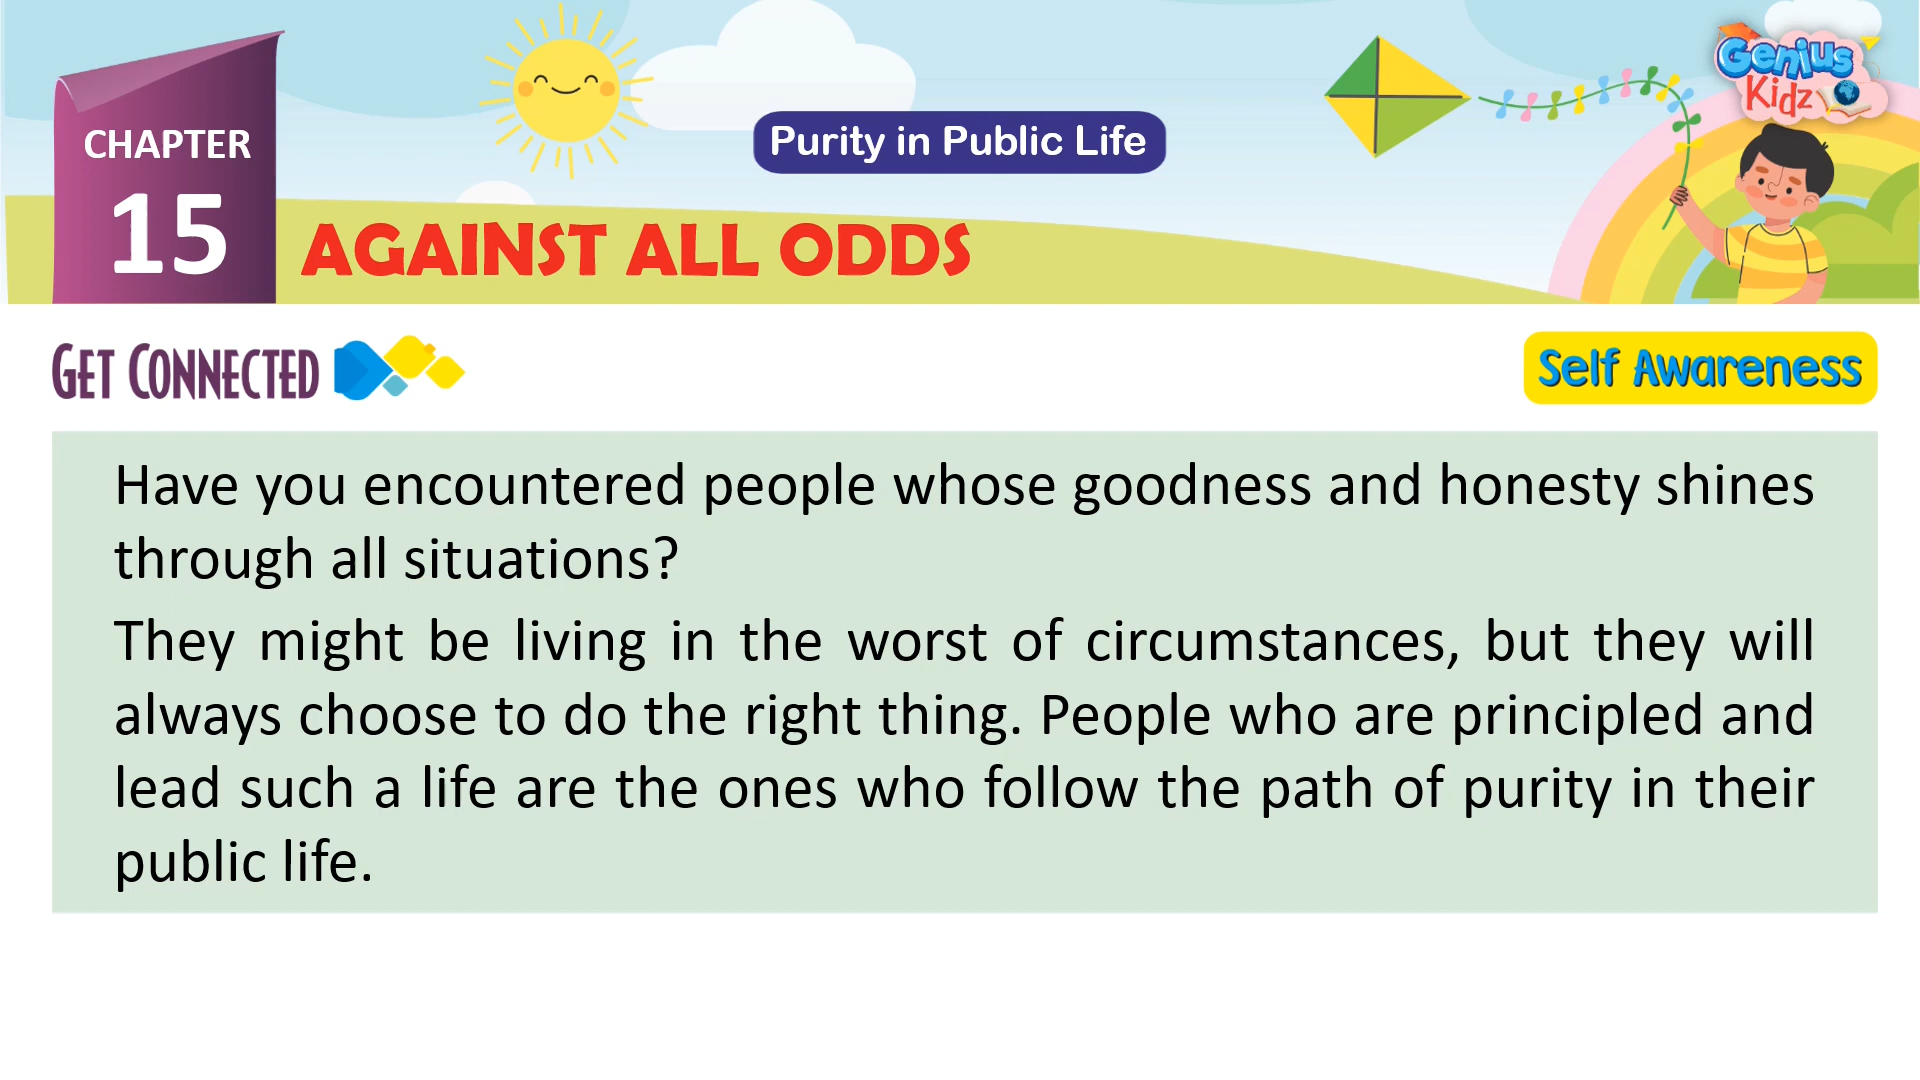 CHAPTER
15
Purity in Public Life
Genius
Kidz
AGAINST ALL ODDS
GET CONNECTED
Self Awareness
Have you encountered people whose goodness and honesty shines
through all situations?
They might be living in the worst of circumstances, but they will
always choose to do the right thing. People who are principled and
lead such a life are the ones who follow the path of purity in their
public life.